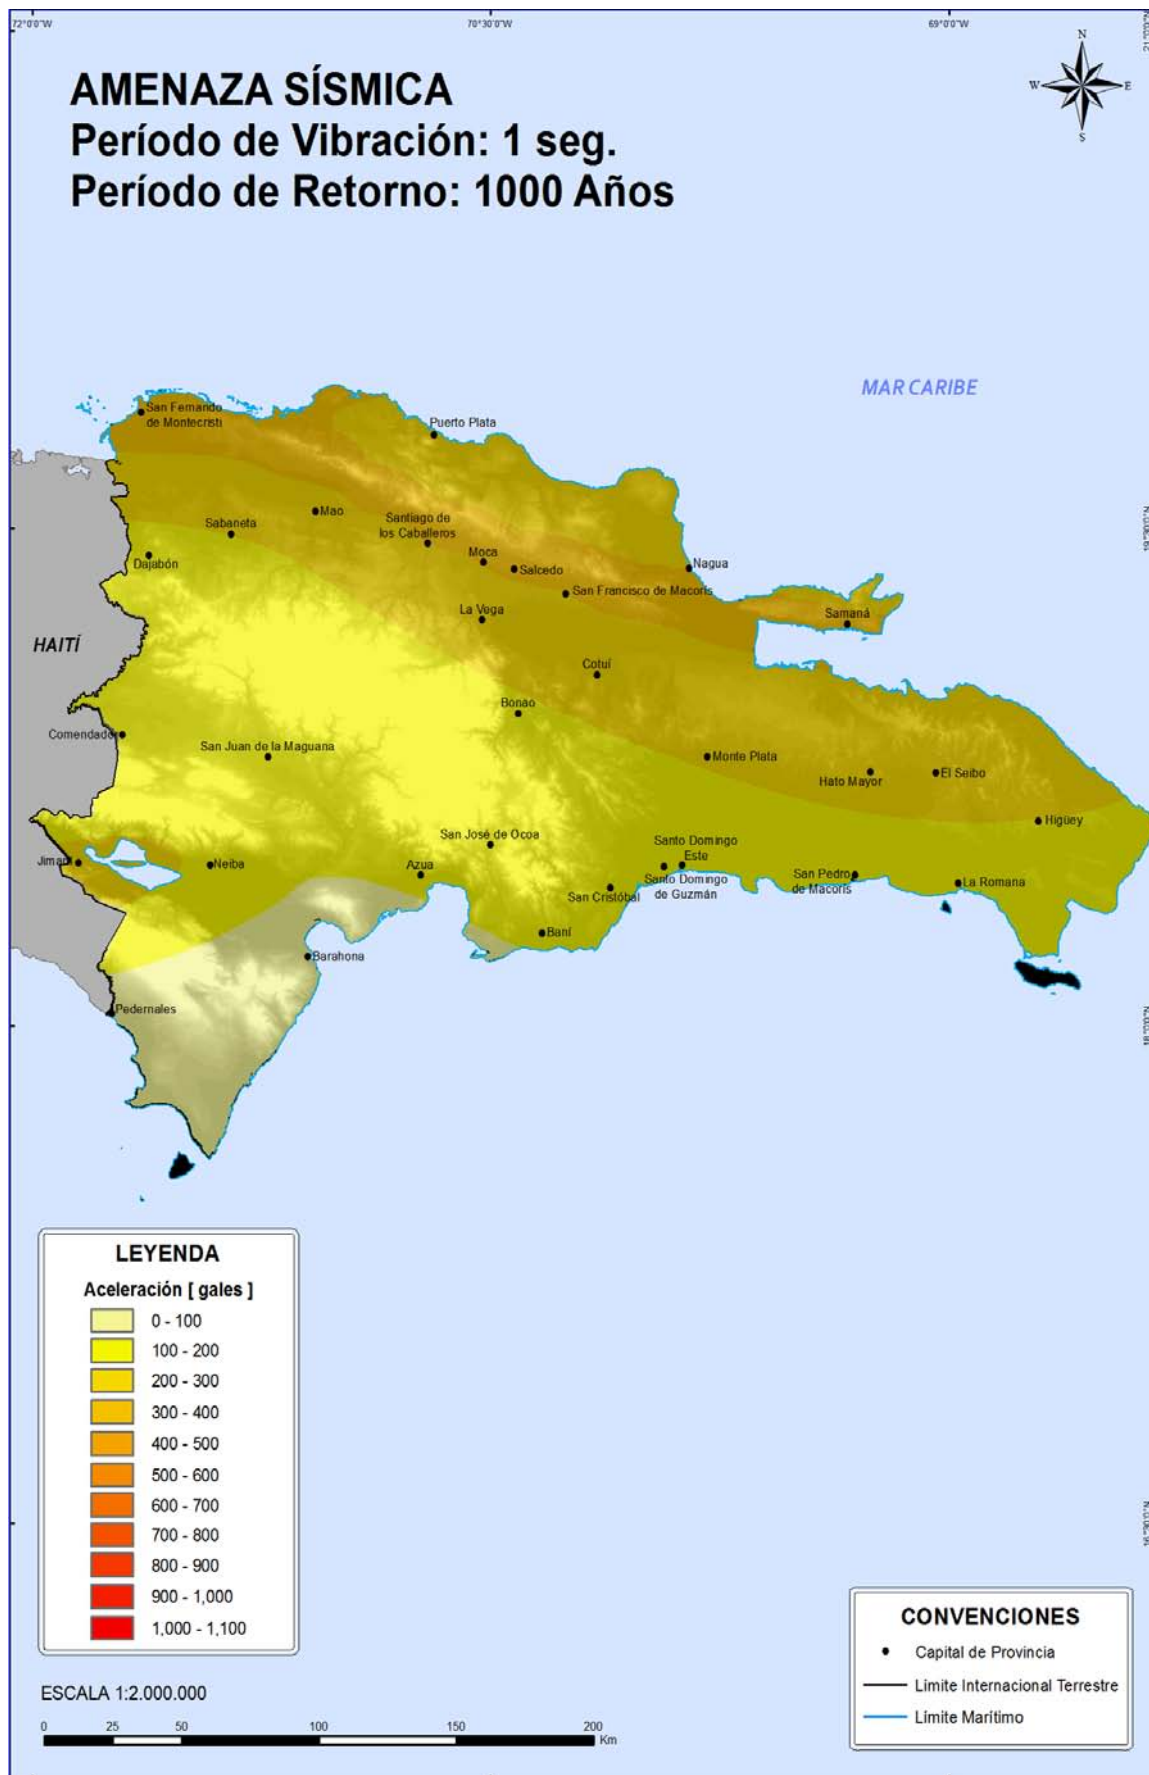 72°0'0"W
70°30'0"W
69°0'0"W
AMENAZA SÍSMICA
Período de Vibración: 1 seg.
Período de Retorno: 1000 Años
N
W
E
S
MAR CARIBE
San Fernando
de Montecristi
Puerto Plata
Mao
Sabaneta
Santiago de
los Caballeros
Dajabón
Moca
Salcedo
Nagua
San Francisco de Macorís
La Vega
Samaná
HAITÍ
Cotuí
Bonao
Comendador
San Juan de la Maguana
Monte Plata
Hato Mayor
El Seibo
Higüey
San José de Ocoa
Santo Domingo
Este
Jimaní
Neiba
Azua
Santo Domingo
de Guzmán
San Pedro
de Macorís
La Romana
San Cristóbal
Baní
Barahona
Pedernales
LEYENDA
Aceleración [ gales ]
0 - 100
100 - 200
200 - 300
300 - 400
400 - 500
500 - 600
600 - 700
700 - 800
800 - 900
900 - 1,000
1,000 - 1,100
ESCALA 1:2.000.000
0 25 50 100 150 200
Km
CONVENCIONES
Capital de Provincia
Límite Internacional Terrestre
Límite Marítimo